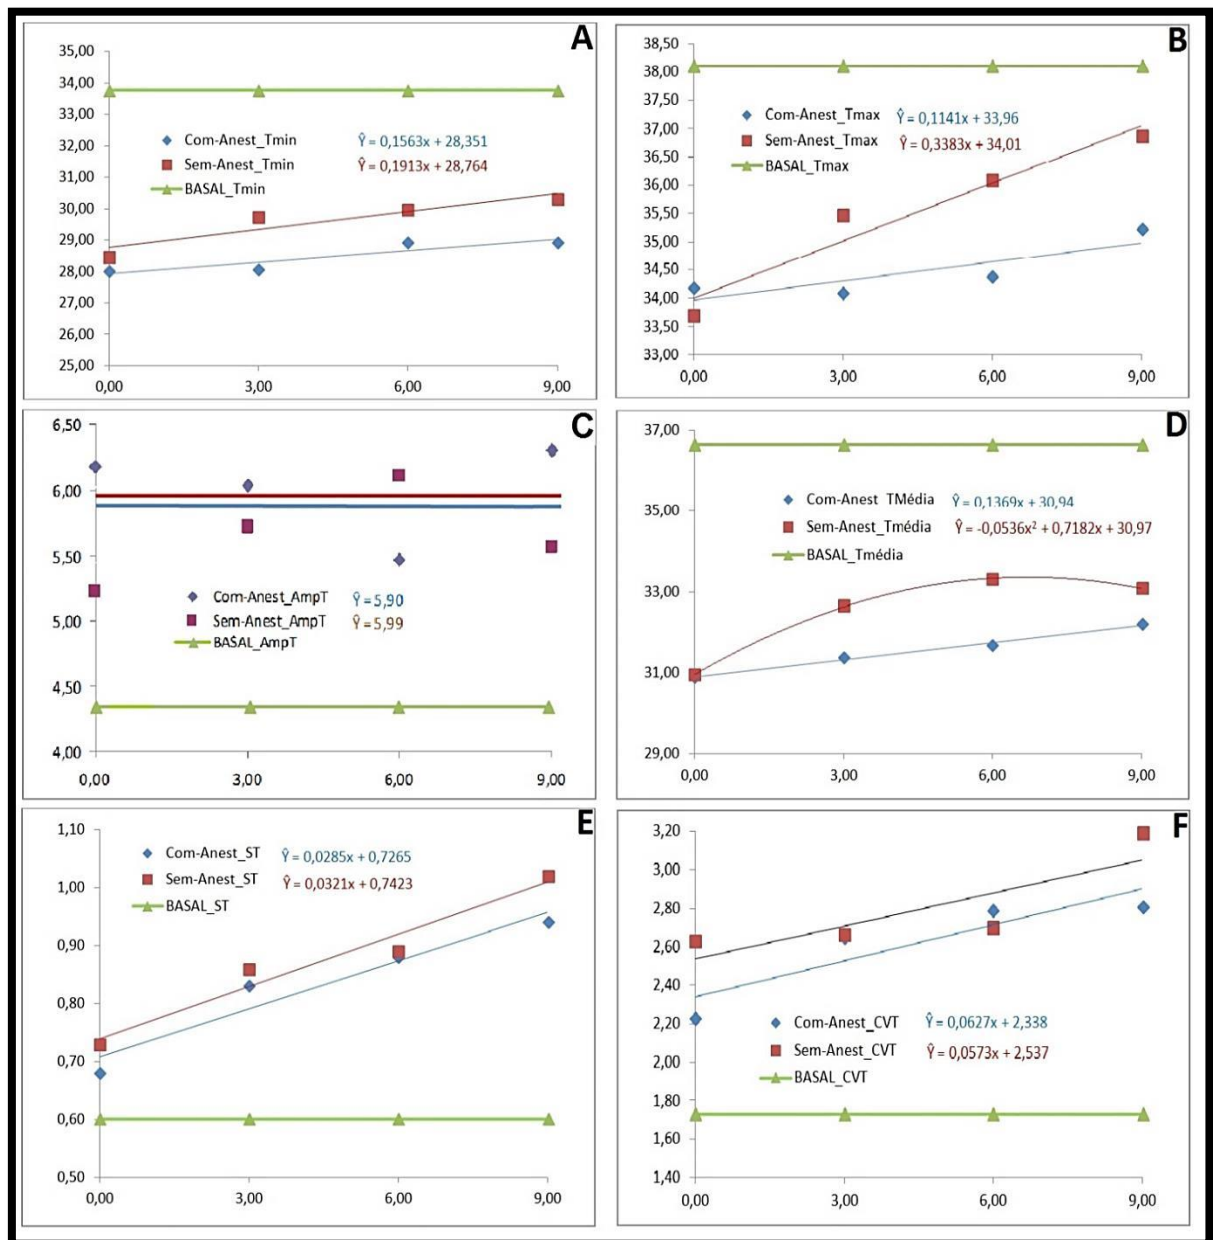 A
35,00
34,00
33,00
32,00
31,00
30,00
29,00
28,00
27,00
26,00
25,00
Com-Anest_Tmin Ŷ = 0,1563x + 28,351
Sem-Anest_Tmin Ŷ = 0,1913x + 28,764
BASAL_Tmin
0,00 3,00 6,00 9,00
B
38,50
38,00
37,50
37,00
36,50
36,00
35,50
35,00
34,50
34,00
33,50
33,00
Com-Anest_Tmax Ŷ = 0,1141x + 33,96
Sem-Anest_Tmax Ŷ = 0,3383x + 34,01
BASAL_Tmax
0,00 3,00 6,00 9,00
C
6,50
6,00
5,50
5,00
4,50
4,00
Com-Anest_AmpT Ŷ = 5,90
Sem-Anest_AmpT Ŷ = 5,99
BASAL_AmpT
0,00 3,00 6,00 9,00
D
37,00
35,00
33,00
31,00
29,00
Com-Anest TMédia Ŷ = 0,1369x + 30,94
Sem-Anest_Tmédia Ŷ = -0,0536x² + 0,7182x + 30,97
BASAL_Tmédia
0,00 3,00 6,00 9,00
E
1,10
1,00
0,90
0,80
0,70
0,60
0,50
Com-Anest_ST Ŷ = 0,0285x + 0,7265
Sem-Anest_ST Ŷ = 0,0321x + 0,7423
BASAL_ST
0,00 3,00 6,00 9,00
F
3,20
3,00
2,80
2,60
2,40
2,20
2,00
1,80
1,60
1,40
Com-Anest_CVT Ŷ = 0,0627x + 2,338
Sem-Anest_CVT Ŷ = 0,0573x + 2,537
BASAL_CVT
0,00 3,00 6,00 9,00